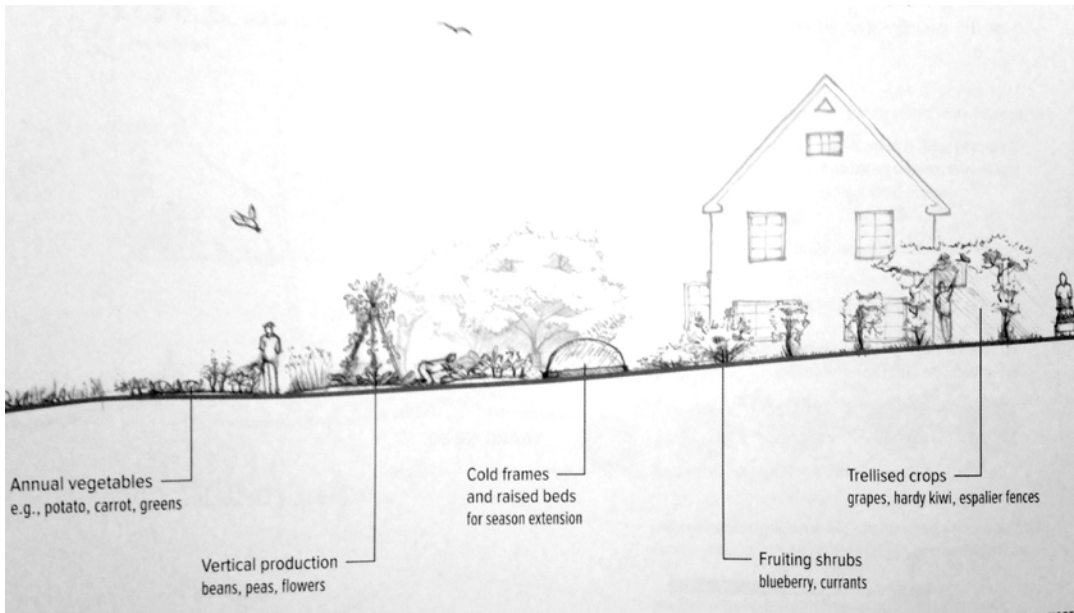 Annual vegetables
e.g., potato, carrot, greens
Vertical production
beans, peas, flowers
Cold frames
and raised beds
for season extension
Fruiting shrubs
blueberry, currants
Trellised crops
grapes, hardy kiwi, espalier fences